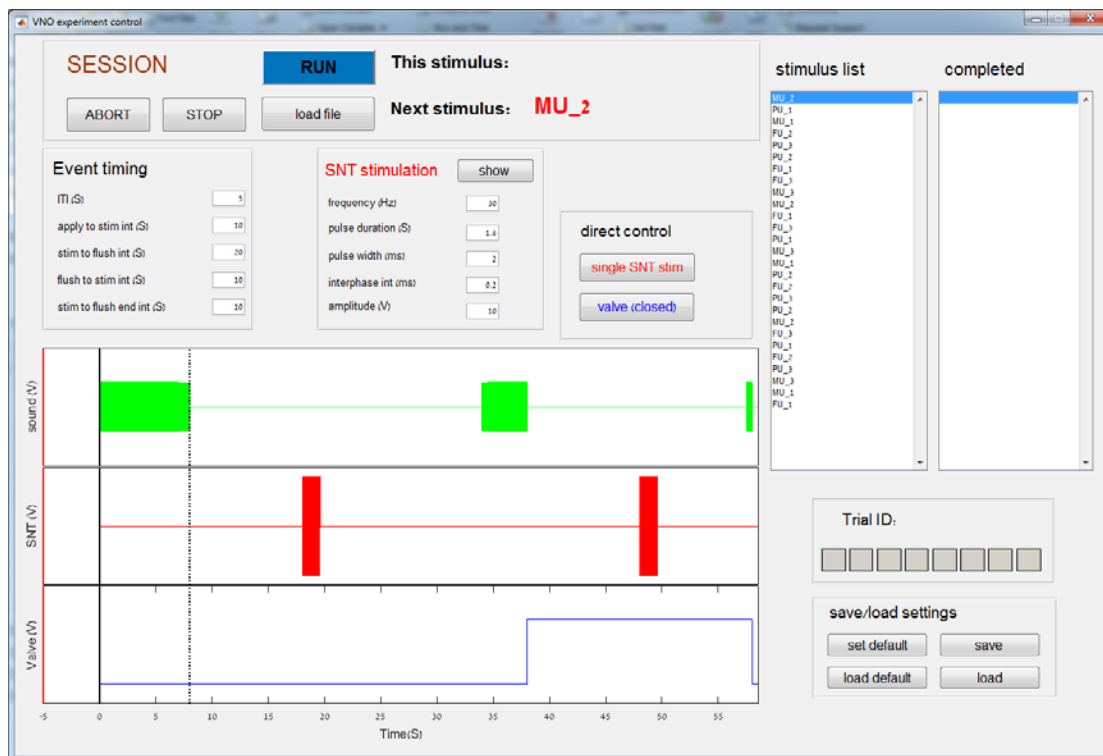 VNO experiment control
SESSION
RUN
This stimulus:
ABORT
STOP
load file
Next stimulus: MU_2
Event timing
ITI (S) 5
apply to stim int (S) 10
stim to flush int (S) 20
flush to stim int (S) 10
stim to flush end int (S) 10
SNT stimulation
show
frequency (Hz) 30
pulse duration (S) 1.6
pulse width (ms) 2
interphase int (ms) 0.2
amplitude (V) 10
direct control
single SNT stim
valve (closed)
stimulus list
MU_2
PU_1
MU_1
FU_2
PU_3
PU_2
FU_1
FU_3
MU_3
MU_2
FU_1
FU_3
PU_1
MU_3
MU_1
PU_2
FU_2
PU_3
PU_2
MU_2
FU_3
PU_1
FU_2
PU_3
MU_3
MU_1
FU_1
completed
sound (V)
SNT (V)
Valve(V)
-5 0 5 10 15 20 25 30 35 40 45 50 55
Time(S)
Trial ID:
save/load settings
set default
save
load default
load